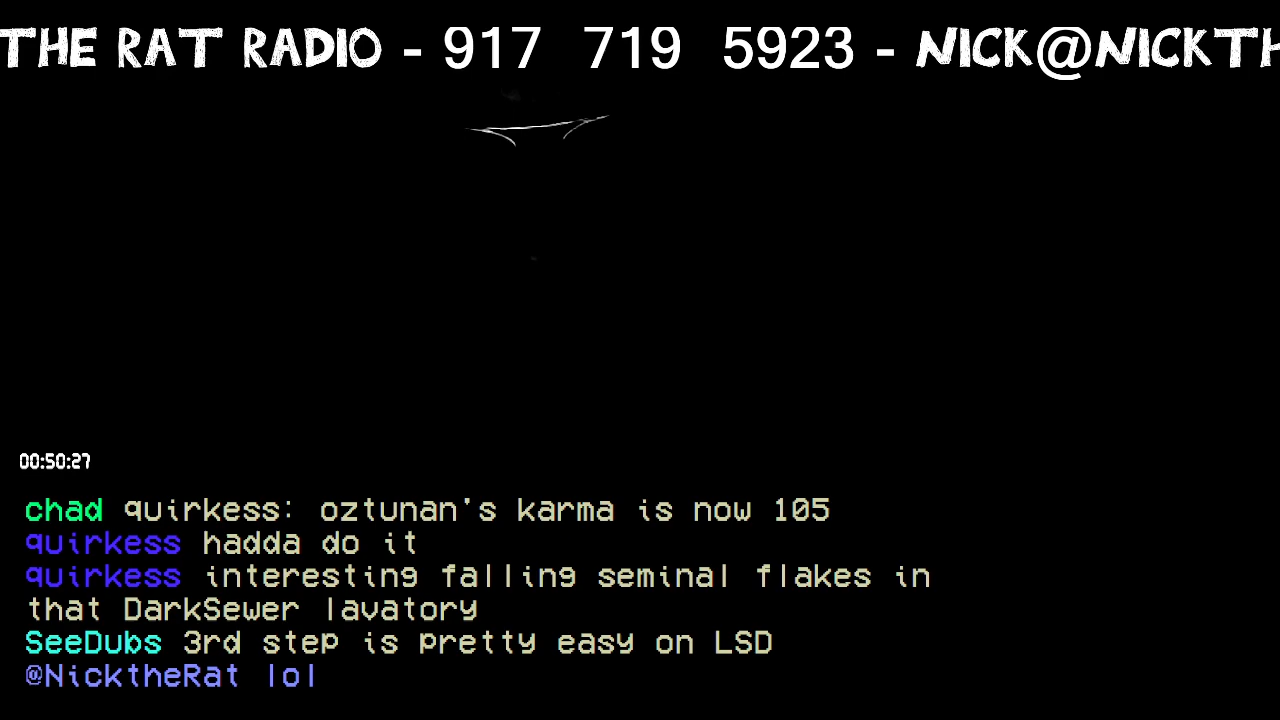 THE RAT RADIO - 917 719 5923 - NICK@NICKTH
00:50:27
chad quirkess: oztunan's karma is now 105
quirkess hadda do it
quirkess interesting falling seminal flakes in
that DarkSewer lavatory
SeeDubs 3rd step is pretty easy on LSD
@NicktheRat lol